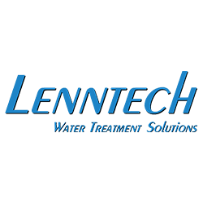 LENNTECH
WATER TREATMENT SOLUTIONS